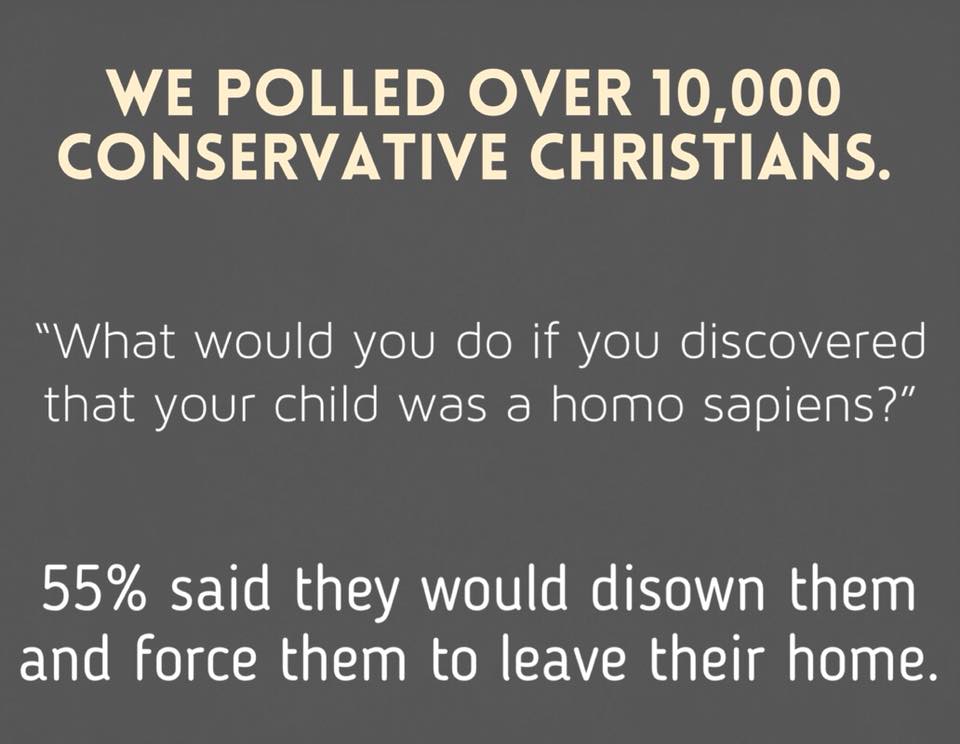 WE POLLED OVER 10,000
CONSERVATIVE CHRISTIANS.
“What would you do if you discovered
that your child was a homo sapiens?”
55% said they would disown them
and force them to leave their home.